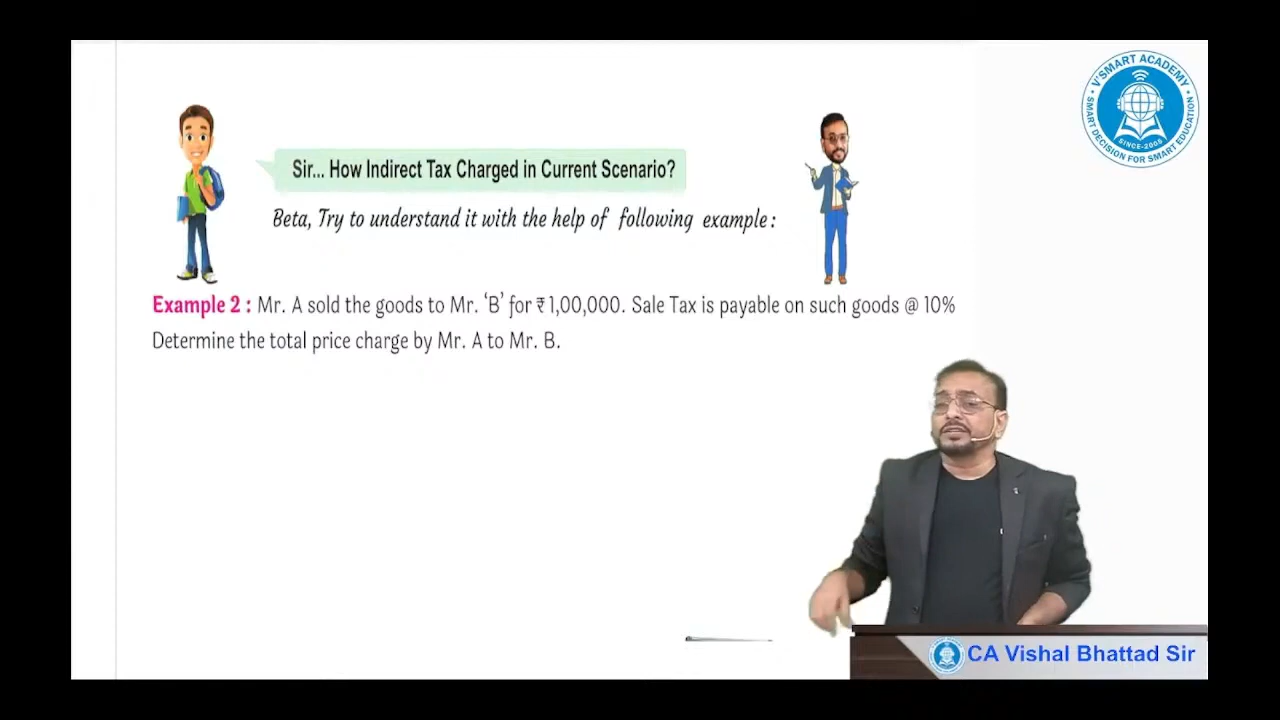 V'SMART ACADEMY
SMART DECISION FOR SMART EDUCATION
SINCE-2005
Sir... How Indirect Tax Charged in Current Scenario?
Beta, Try to understand it with the help of following example :
Example 2 : Mr. A sold the goods to Mr. ‘B’ for ₹ 1,00,000. Sale Tax is payable on such goods @ 10%
Determine the total price charge by Mr. A to Mr. B.
CA Vishal Bhattad Sir